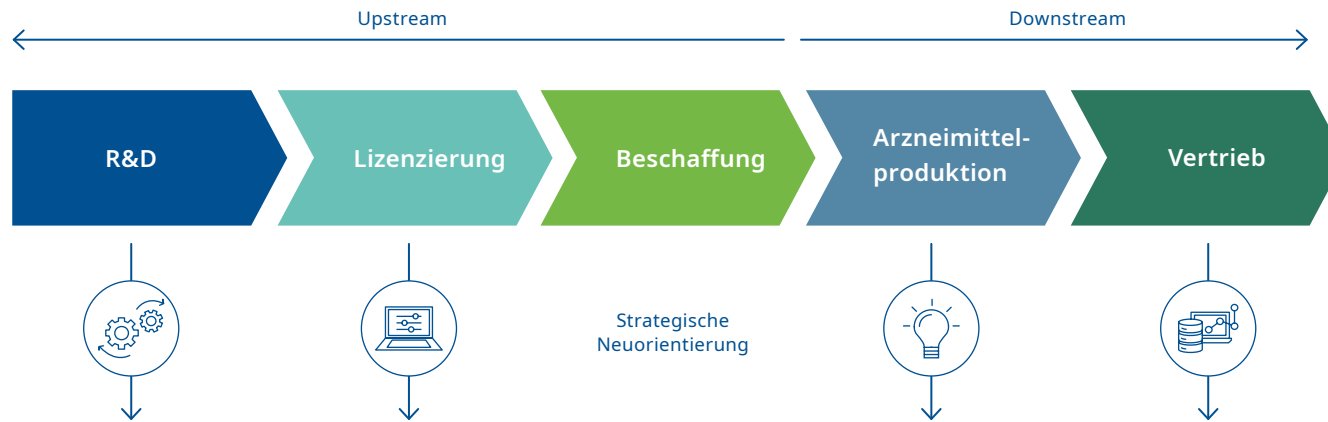 Upstream
Downstream
R&D
Lizenzierung
Beschaffung
Arzneimittel-
produktion
Vertrieb
Strategische
Neuorientierung